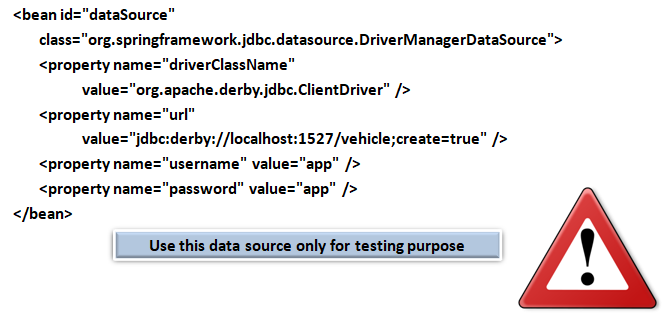 <bean id="dataSource"
class="org.springframework.jdbc.datasource.DriverManagerDataSource">
<property name="driverClassName"
value="org.apache.derby.jdbc.ClientDriver" />
<property name="url"
value="jdbc:derby://localhost:1527/vehicle;create=true" />
<property name="username" value="app" />
<property name="password" value="app" />
</bean>
Use this data source only for testing purpose
!